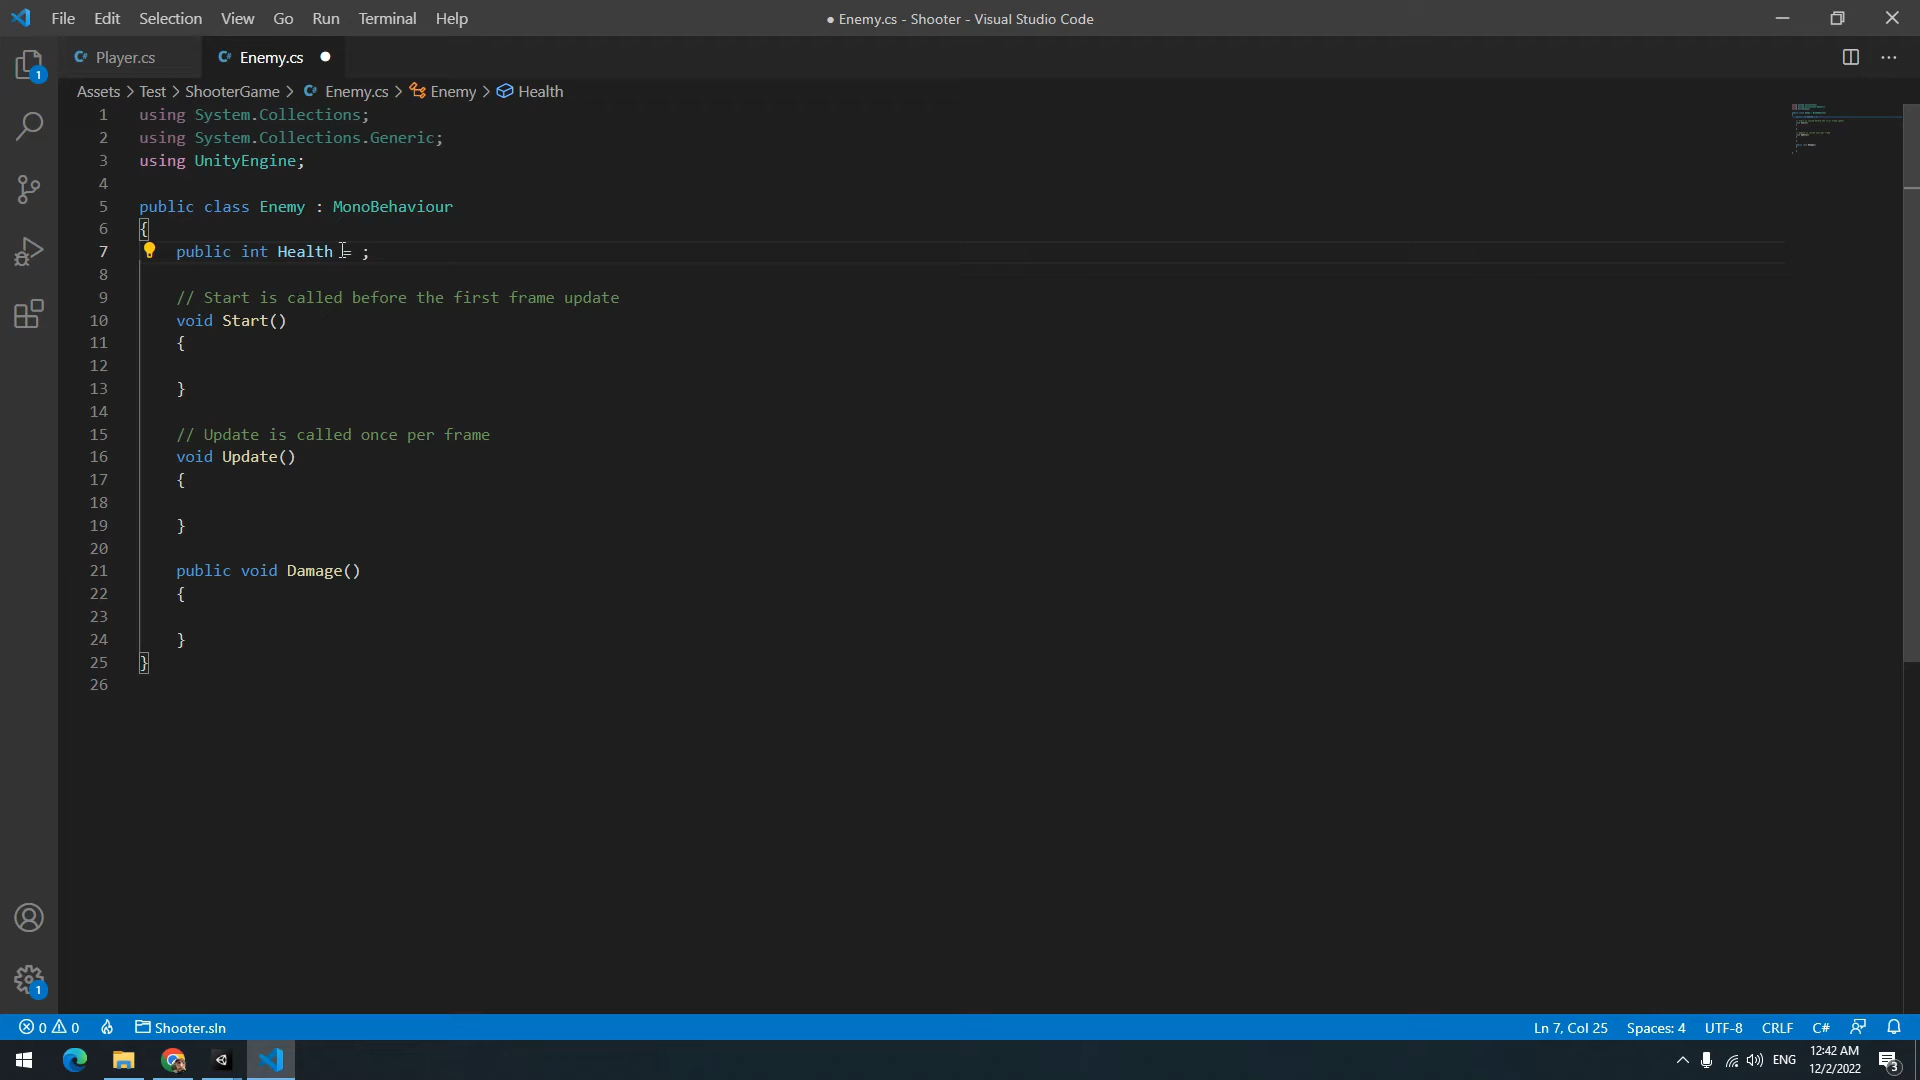 File Edit Selection View Go Run Terminal Help
● Enemy.cs - Shooter - Visual Studio Code
Player.cs
Enemy.cs
1
Assets > Test > ShooterGame > Enemy.cs > Enemy > Health
1 using System.Collections;
2 using System.Collections.Generic;
3 using UnityEngine;
4
5 public class Enemy : MonoBehaviour
6 {
7 public int Health = ;
8
9 // Start is called before the first frame update
10 void Start()
11 {
12
13 }
14
15 // Update is called once per frame
16 void Update()
17 {
18
19 }
20
21 public void Damage()
22 {
23
24 }
25 }
26
1
0 0 Shooter.sln
Ln 7, Col 25 Spaces: 4 UTF-8 CRLF C#
ENG
12:42 AM
12/2/2022
3